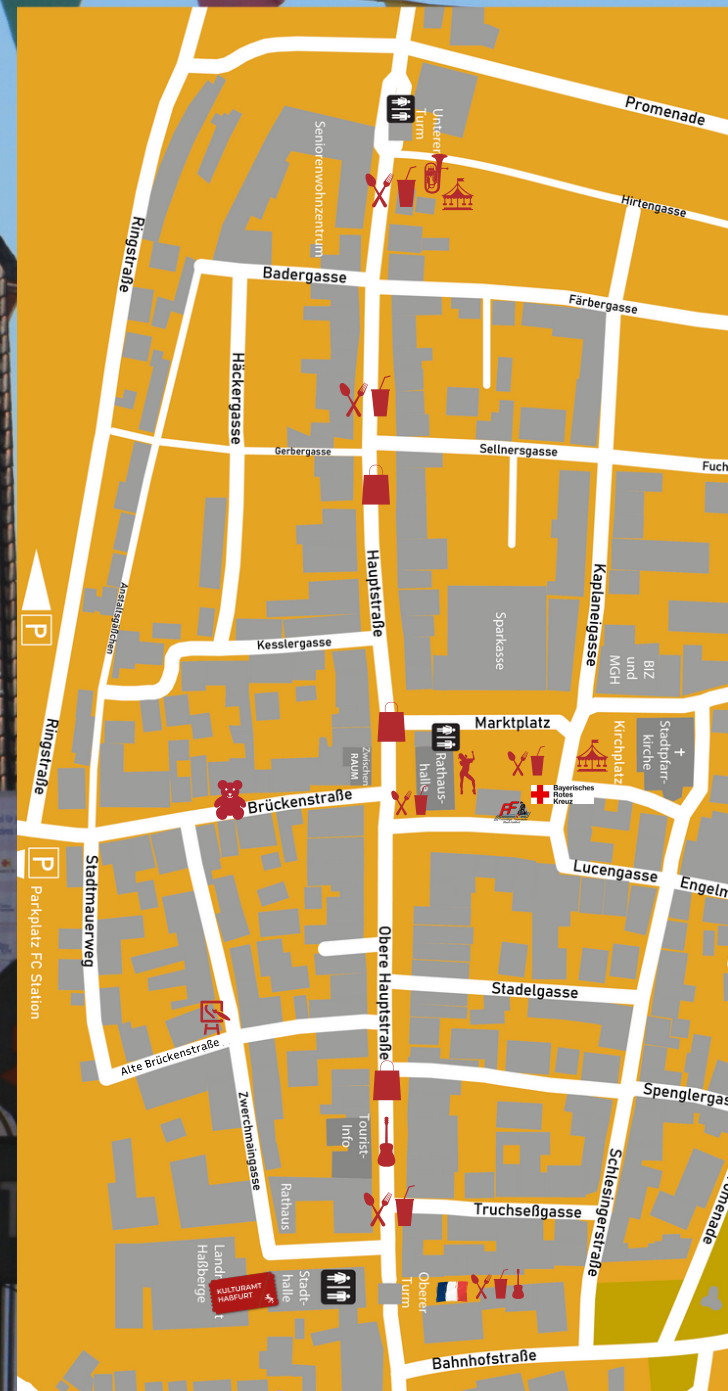 Promenade
Unterer
Turm
Hirtengasse
Seniorenwohnzentrum
Ringstraße
Badergasse
Färbergasse
Häckergasse
Gerbergasse
Sellnersgasse
Fuch
Hauptstraße
Kaplaneigasse
Anstaltsgäßchen
P
Sparkasse
BIZ
und
MGH
Kesslergasse
Marktplatz
Kirchplatz
Stadtpfarr-
kirche
Ringstraße
Zwischen
RAUM
Rathaus-
halle
Bayerisches
Rotes
Kreuz
Brückenstraße
P
Parkplatz FC Station
Stadtmauerweg
Lucengasse
Engelm
Obere Hauptstraße
Stadelgasse
Alte Brückenstraße
Spenglergas
Zwerchmaingasse
Tourist-
Info
Schlesingerstraße
omenade
Rathaus
Truchseßgasse
Landr
t
Haßberge
KULTURAMT
HAßFURT
Stadt-
halle
Oberer
Turm
Bahnhofstraße